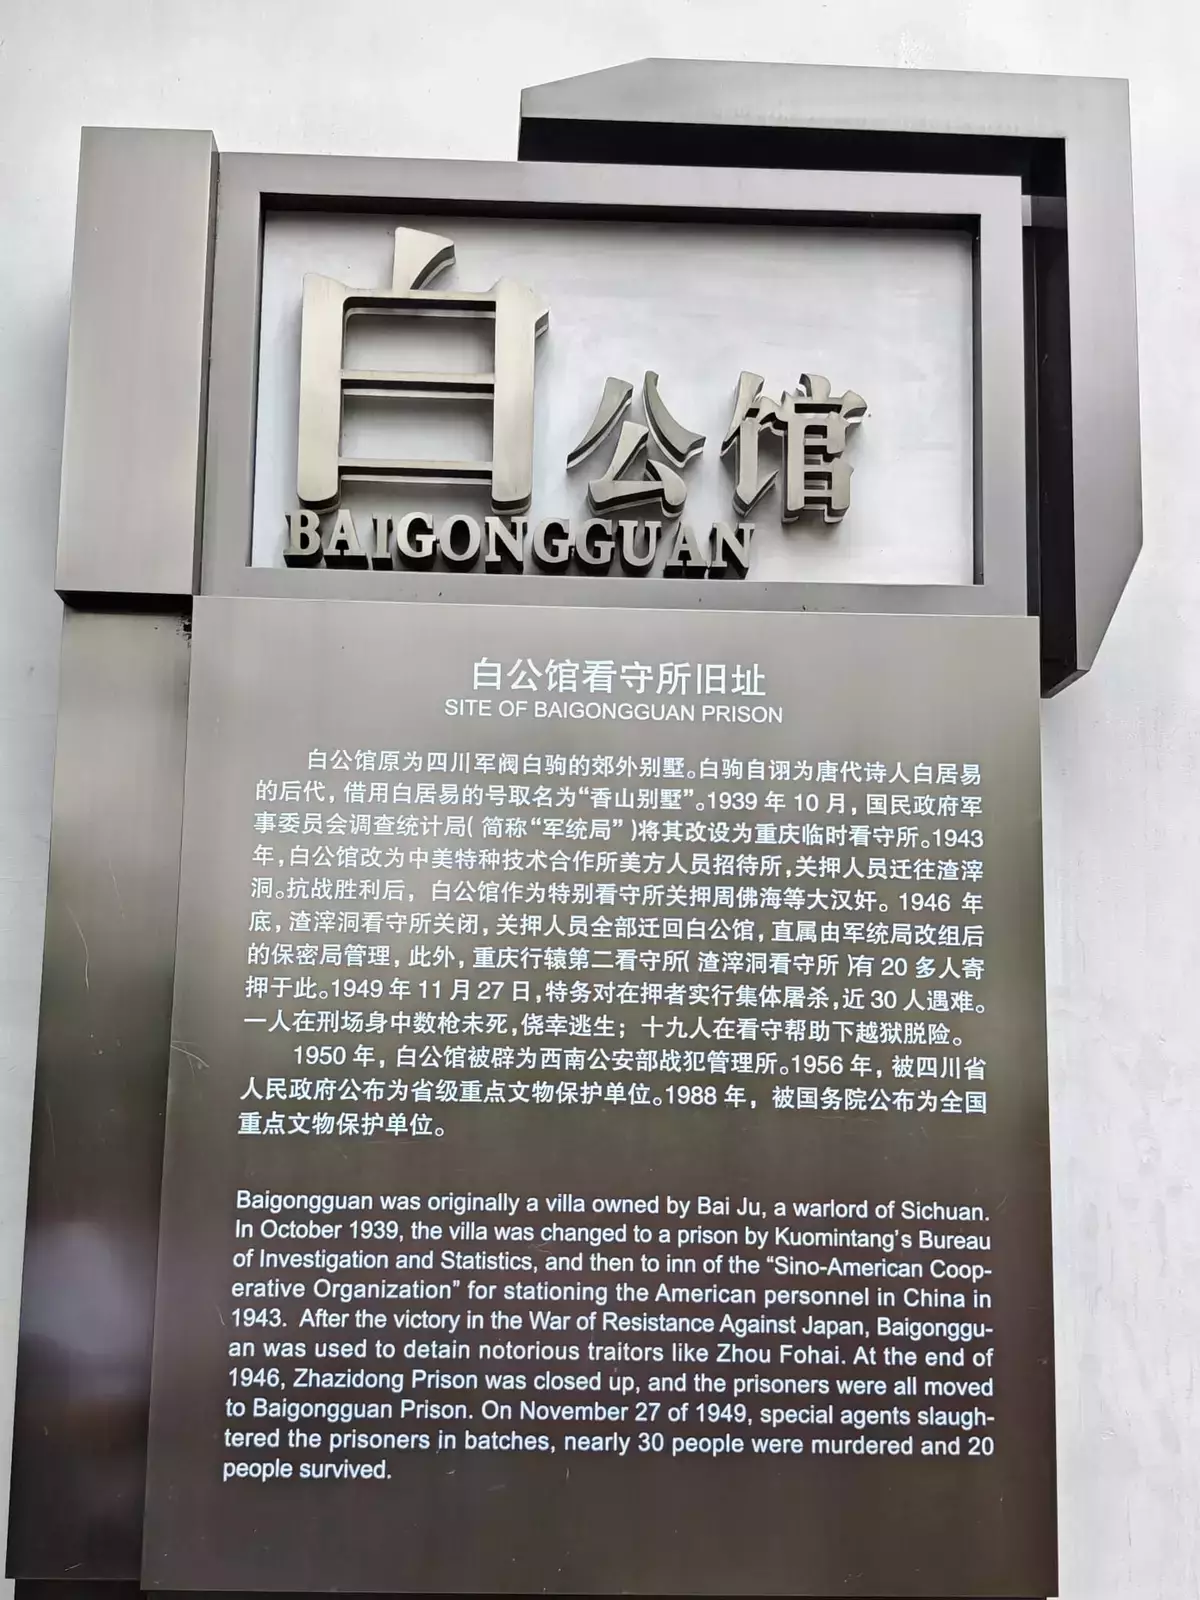 白公馆
BAIGONGGUAN
白公馆看守所旧址
SITE OF BAIGONGGUAN PRISON
白公馆原为四川军阀白驹的郊外别墅。白驹自诩为唐代诗人白居易
的后代，借用白居易的号取名为“香山别墅”。1939 年 10 月，国民政府军
事委员会调查统计局(简称“军统局”)将其改设为重庆临时看守所。1943
年，白公馆改为中美特种技术合作所美方人员招待所，关押人员迁往渣滓
洞。抗战胜利后，白公馆作为特别看守所关押周佛海等大汉奸。1946 年
底，渣滓洞看守所关闭，关押人员全部迁回白公馆，直属由军统局改组后
的保密局管理，此外，重庆行辕第二看守所(渣滓洞看守所)有 20 多人寄
押于此。1949 年 11 月 27 日，特务对在押者实行集体屠杀，近 30 人遇难。
一人在刑场身中数枪未死，侥幸逃生；十九人在看守帮助下越狱脱险。
1950 年，白公馆被辟为西南公安部战犯管理所。1956 年，被四川省
人民政府公布为省级重点文物保护单位。1988 年，被国务院公布为全国
重点文物保护单位。
Baigongguan was originally a villa owned by Bai Ju, a warlord of Sichuan.
In October 1939, the villa was changed to a prison by Kuomintang's Bureau
of Investigation and Statistics, and then to inn of the “Sino-American Coop-
erative Organization” for stationing the American personnel in China in
1943. After the victory in the War of Resistance Against Japan, Baigonggu-
an was used to detain notorious traitors like Zhou Fohai. At the end of
1946, Zhazidong Prison was closed up, and the prisoners were all moved
to Baigongguan Prison. On November 27 of 1949, special agents slaugh-
tered the prisoners in batches, nearly 30 people were murdered and 20
people survived.